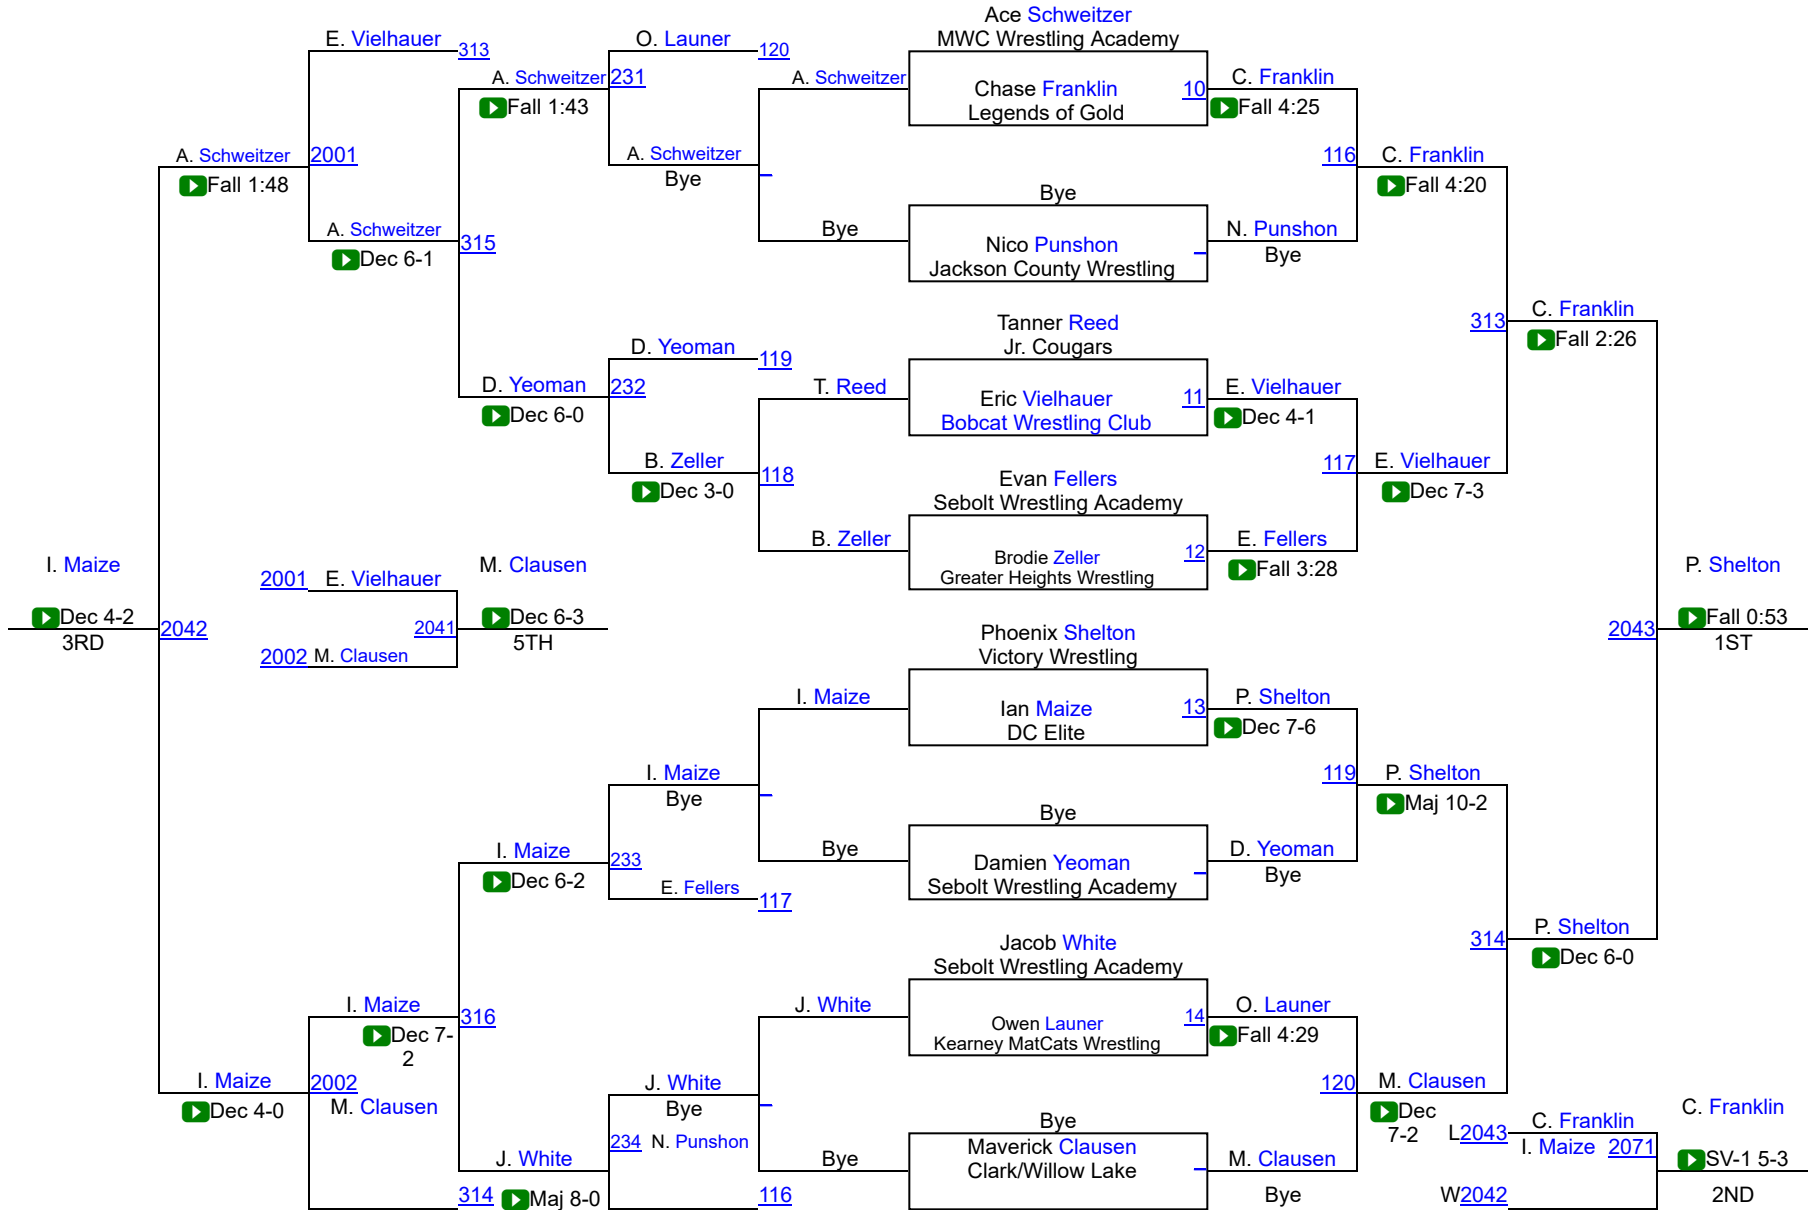 Ace Schweitzer
MWC Wrestling Academy
E. Vielhauer 313
O. Launer 120
A. Schweitzer 231
Fall 1:43
A. Schweitzer
Chase Franklin 10
Legends of Gold
C. Franklin
Fall 4:25
A. Schweitzer 2001
Fall 1:48
A. Schweitzer
Bye
116 C. Franklin
Fall 4:20
Bye
A. Schweitzer 315
Dec 6-1
Bye
Nico Punshon
Jackson County Wrestling
N. Punshon
Bye
Tanner Reed
Jr. Cougars
313 C. Franklin
Fall 2:26
D. Yeoman 119
D. Yeoman 232
Dec 6-0
T. Reed
Eric Vielhauer 11
Bobcat Wrestling Club
E. Vielhauer
Dec 4-1
B. Zeller 118
Dec 3-0
117 E. Vielhauer
Dec 7-3
Evan Fellers
Sebolt Wrestling Academy
B. Zeller
Brodie Zeller 12
Greater Heights Wrestling
E. Fellers
Fall 3:28
I. Maize
Dec 4-2
3RD
2042
2001 E. Vielhauer
2041
2002 M. Clausen
M. Clausen
Dec 6-3
5TH
P. Shelton
2043
Fall 0:53
1ST
Phoenix Shelton
Victory Wrestling
I. Maize
Ian Maize 13
DC Elite
P. Shelton
Dec 7-6
I. Maize
Bye
119 P. Shelton
Maj 10-2
Bye
I. Maize 233
Dec 6-2
Bye
Damien Yeoman
Sebolt Wrestling Academy
D. Yeoman
Bye
E. Fellers 117
Jacob White
Sebolt Wrestling Academy
314 P. Shelton
Dec 6-0
I. Maize 316
Dec 7-
2
J. White
Owen Launer 14
Kearney MatCats Wrestling
O. Launer
Fall 4:29
I. Maize 2002
Dec 4-0
M. Clausen
J. White
Bye
120 M. Clausen
Dec
7-2
C. Franklin
Bye
L2043 C. Franklin
I. Maize 2071
J. White
234 N. Punshon
Bye
Maverick Clausen
Clark/Willow Lake
M. Clausen
Bye
SV-1 5-3
2ND
314
Maj 8-0
116
W2042